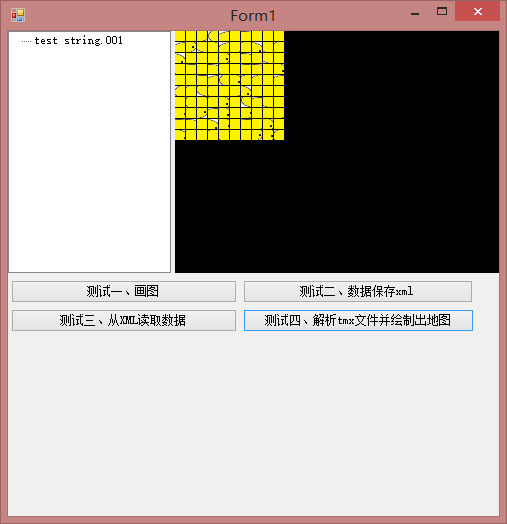 Form1
test string.001
测试一、画图
测试二、数据保存xml
测试三、从XML读取数据
测试四、解析tmx文件并绘制出地图